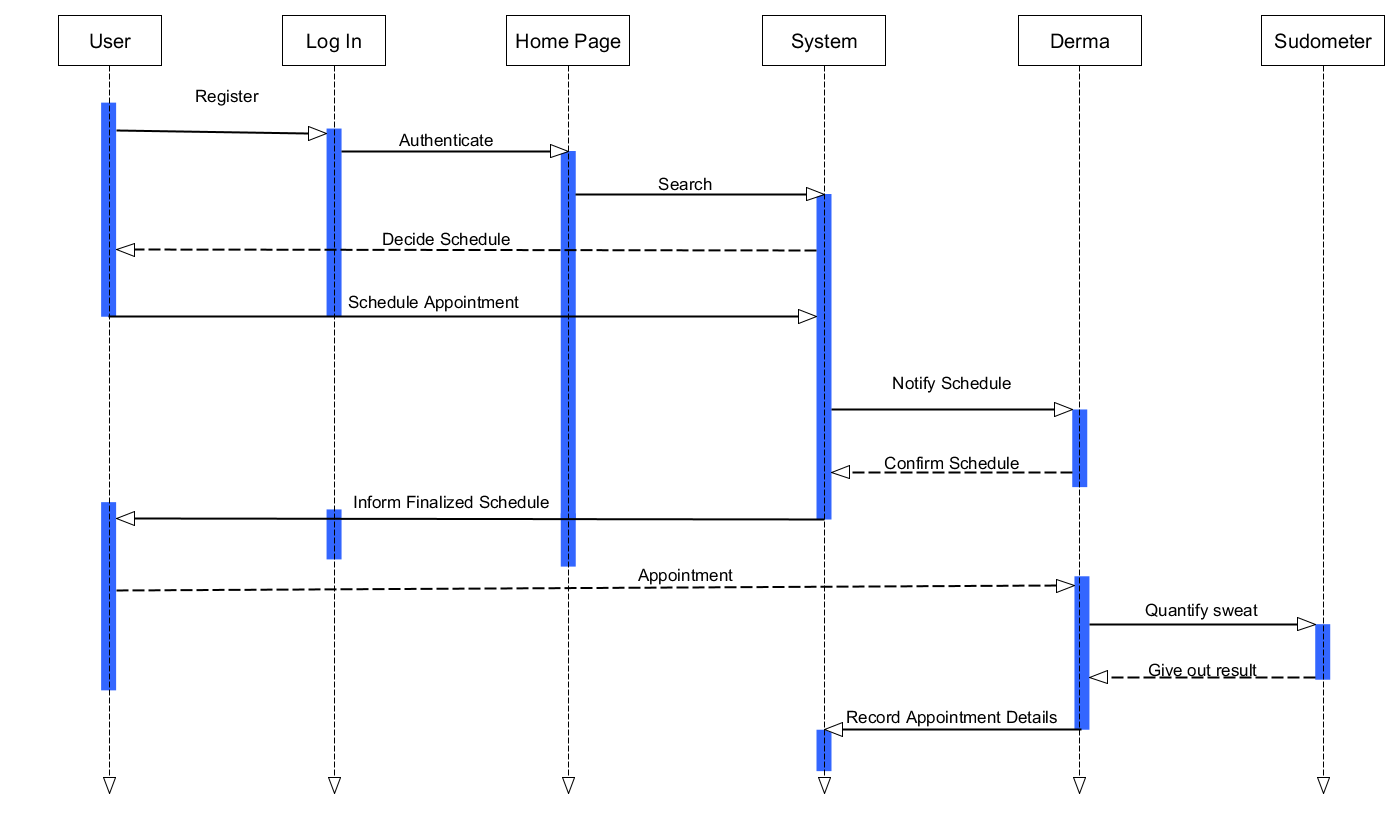 User
Log In
Home Page
System
Derma
Sudometer
Register
Authenticate
Search
Decide Schedule
Schedule Appointment
Notify Schedule
Confirm Schedule
Inform Finalized Schedule
Appointment
Quantify sweat
Give out result
Record Appointment Details